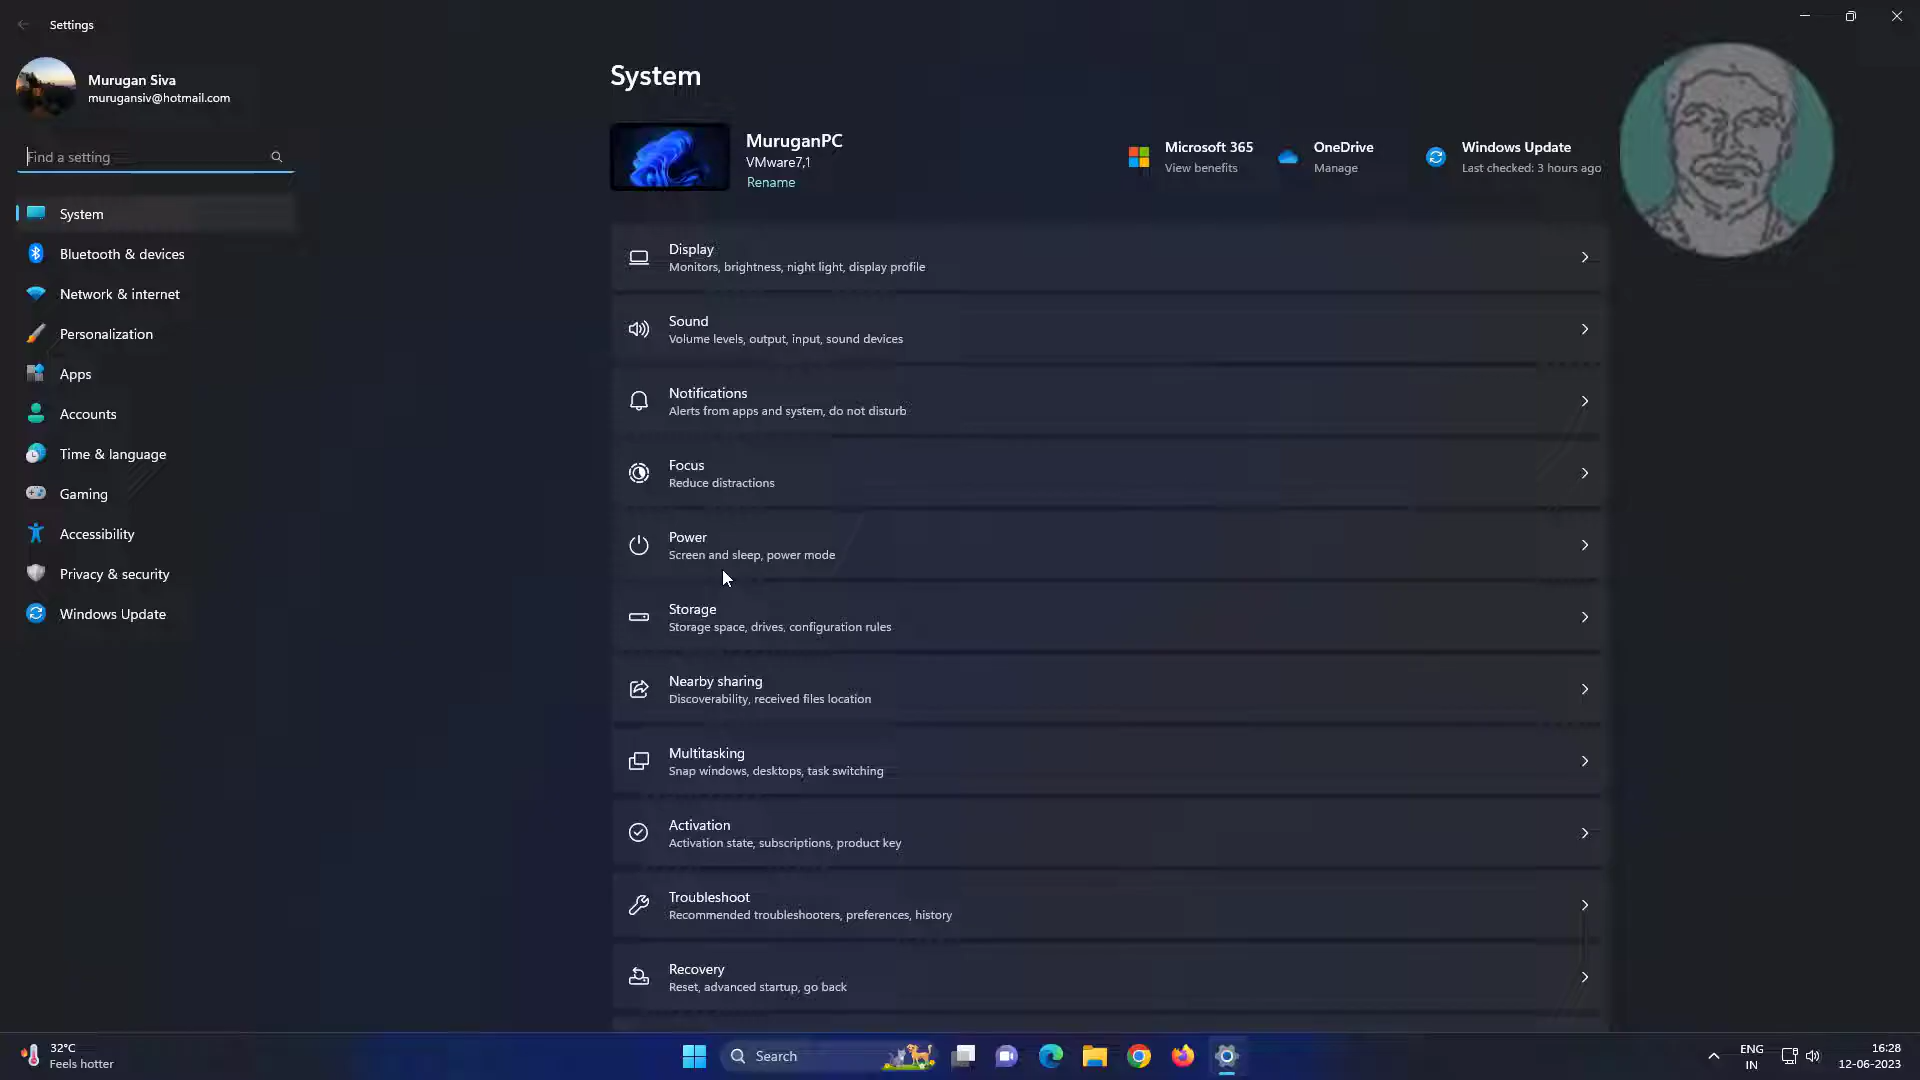 Settings
Murugan Siva
murugansiv@hotmail.com
Find a setting
System
Bluetooth & devices
Network & internet
Personalization
Apps
Accounts
Time & language
Gaming
Accessibility
Privacy & security
Windows Update
System
MuruganPC
VMware7,1
Rename
Microsoft 365
View benefits
OneDrive
Manage
Windows Update
Last checked: 3 hours ago
Display
Monitors, brightness, night light, display profile
Sound
Volume levels, output, input, sound devices
Notifications
Alerts from apps and system, do not disturb
Focus
Reduce distractions
Power
Screen and sleep, power mode
Storage
Storage space, drives, configuration rules
Nearby sharing
Discoverability, received files location
Multitasking
Snap windows, desktops, task switching
Activation
Activation state, subscriptions, product key
Troubleshoot
Recommended troubleshooters, preferences, history
Recovery
Reset, advanced startup, go back
32°C
Feels hotter
Search
ENG
IN
16:28
12-06-2023